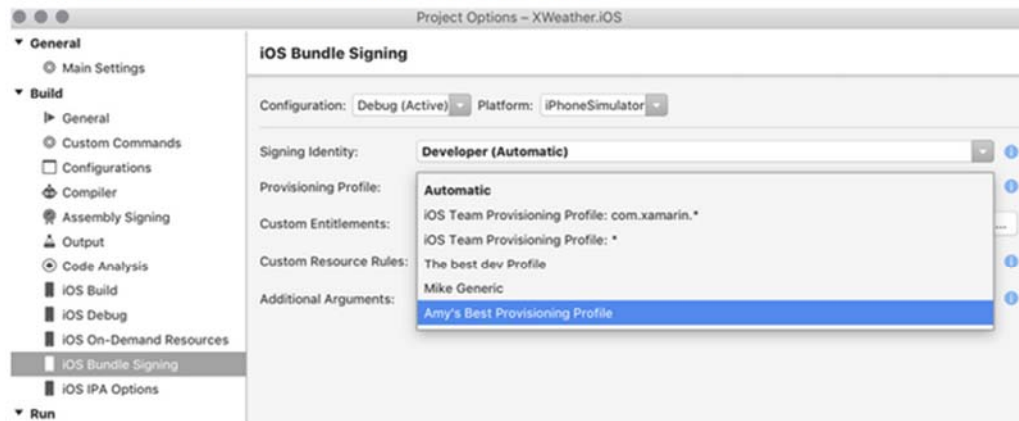 Project Options – XWeather.iOS
General
Main Settings
Build
General
Custom Commands
Configurations
Compiler
Assembly Signing
Output
Code Analysis
iOS Build
iOS Debug
iOS On-Demand Resources
iOS Bundle Signing
iOS IPA Options
Run
iOS Bundle Signing
Configuration: Debug (Active) Platform: iPhoneSimulator
Signing Identity: Developer (Automatic)
Provisioning Profile:
Custom Entitlements: ...
Custom Resource Rules:
Additional Arguments:
Automatic
iOS Team Provisioning Profile: com.xamarin.*
iOS Team Provisioning Profile: *
The best dev Profile
Mike Generic
Amy's Best Provisioning Profile